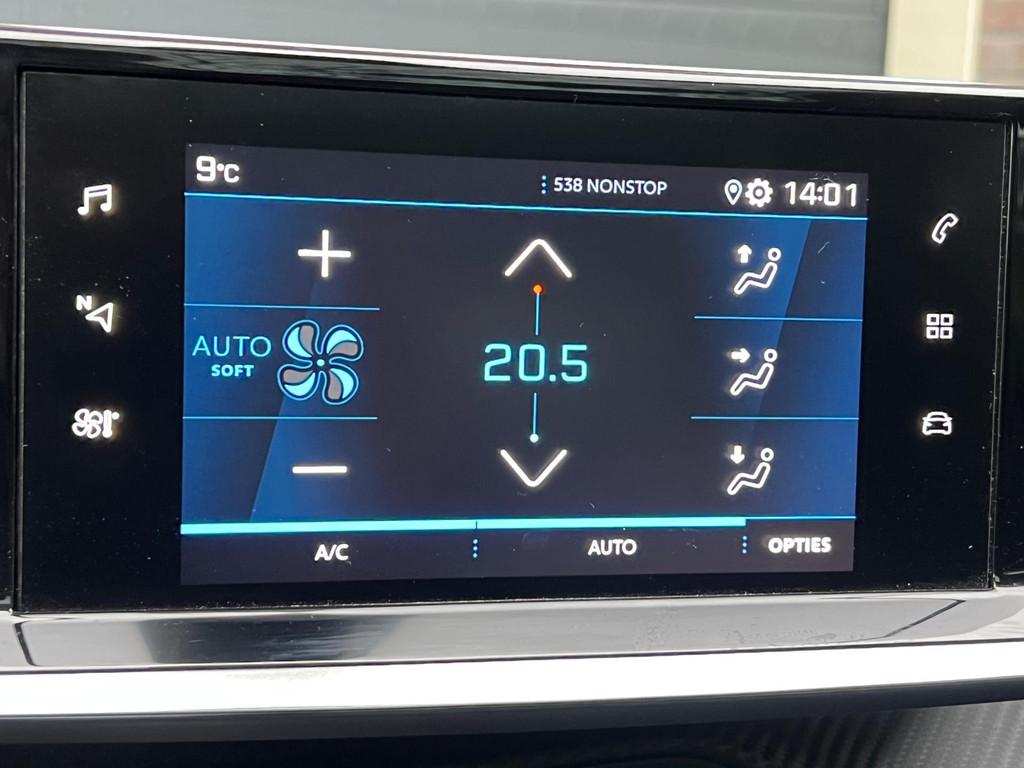 9°C
538 NONSTOP
14:01
N
AUTO
SOFT
20.5
A/C
AUTO
OPTIES